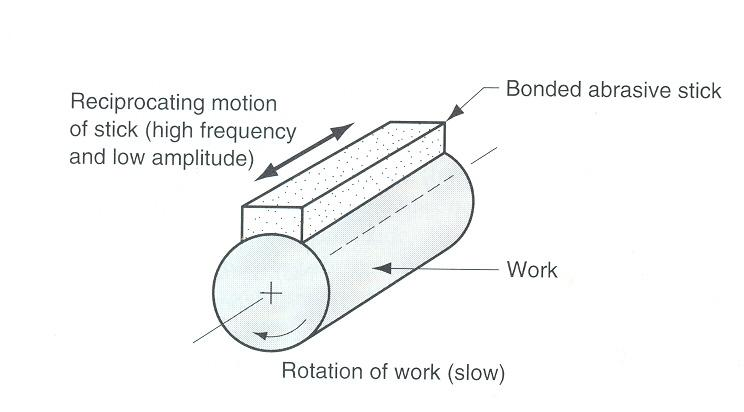 Reciprocating motion
of stick (high frequency
and low amplitude)
Bonded abrasive stick
Work
Rotation of work (slow)